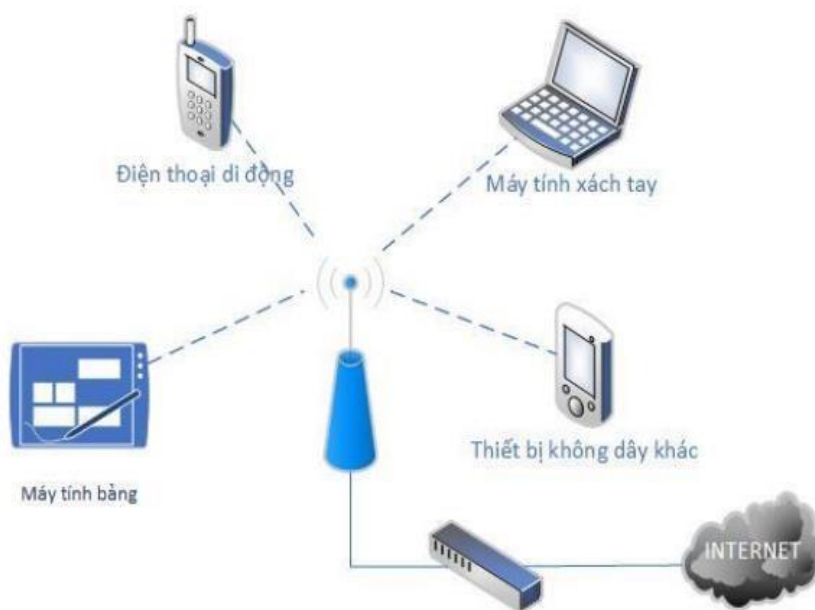 Điện thoại di động
Máy tính xách tay
Thiết bị không dây khác
Máy tính bảng
INTERNET